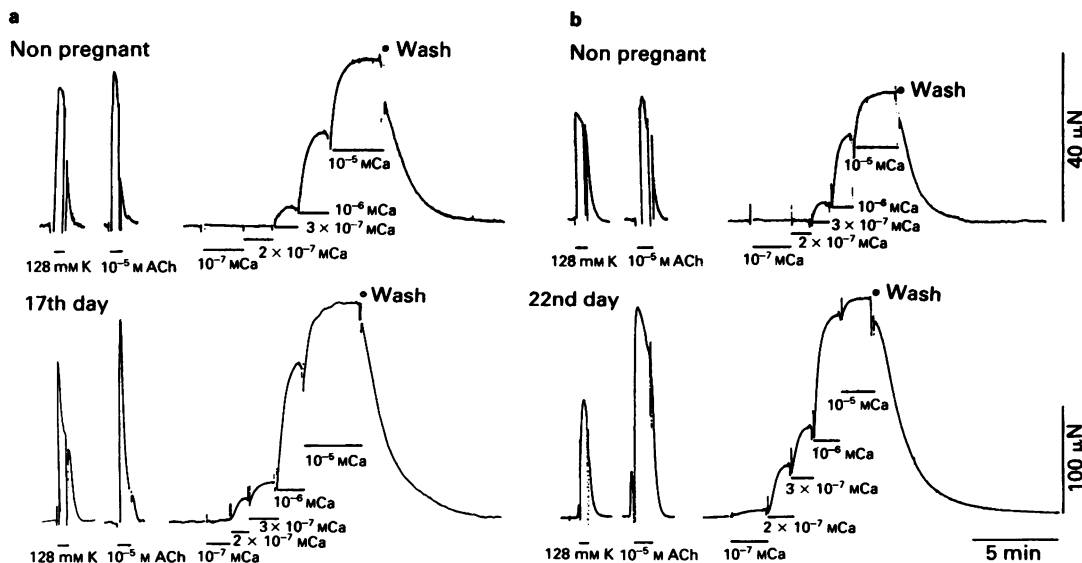 a
Non pregnant
Wash
10⁻⁵ MCa
10⁻⁶ MCa
3 × 10⁻⁷ MCa
2 × 10⁻⁷ MCa
10⁻⁷ MCa
128 mM K
10⁻⁵ M ACh
17th day
Wash
10⁻⁵ MCa
10⁻⁶ MCa
3 × 10⁻⁷ MCa
2 × 10⁻⁷ MCa
10⁻⁷ MCa
128 mM K
10⁻⁵ M ACh
b
Non pregnant
Wash
10⁻⁵ MCa
10⁻⁶ MCa
3 × 10⁻⁷ MCa
2 × 10⁻⁷ MCa
10⁻⁷ MCa
128 mM K
10⁻⁵ M ACh
40 μN
22nd day
Wash
10⁻⁵ MCa
10⁻⁶ MCa
3 × 10⁻⁷ MCa
2 × 10⁻⁷ MCa
10⁻⁷ MCa
128 mM K
10⁻⁵ M ACh
100 μN
5 min